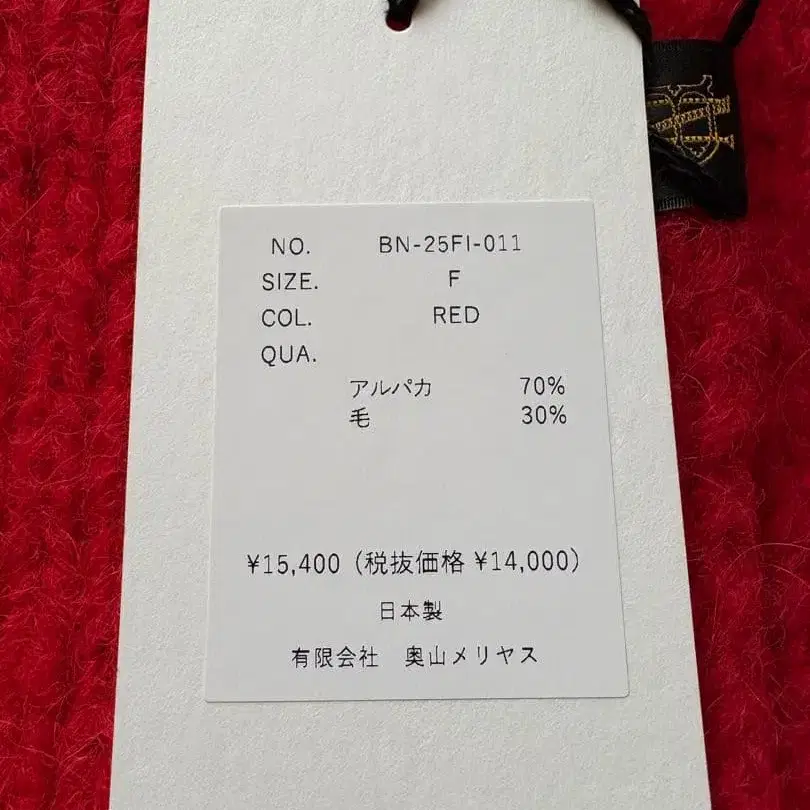 NO. BN-25FI-011
SIZE. F
COL. RED
QUA.
アルパカ 70%
毛 30%
¥15,400 (税抜価格 ¥14,000)
日本製
有限会社 奥山メリヤス